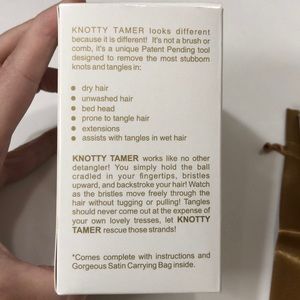 KNOTTY TAMER looks different
because it is different! It's not a brush or
comb, it's a unique Patent Pending tool
designed to remove the most stubborn
knots and tangles in:
• dry hair
• unwashed hair
• bed head
• prone to tangle hair
• extensions
• assists with tangles in wet hair
KNOTTY TAMER works like no other
detangler! You simply hold the ball
cradled in your fingertips, bristles
upward, and backstroke your hair! Watch
as the bristles move freely through the
hair without tugging or pulling! Tangles
should never come out at the expense of
your own lovely tresses, let KNOTTY
TAMER rescue those strands!
*Comes complete with instructions and
Gorgeous Satin Carrying Bag inside.